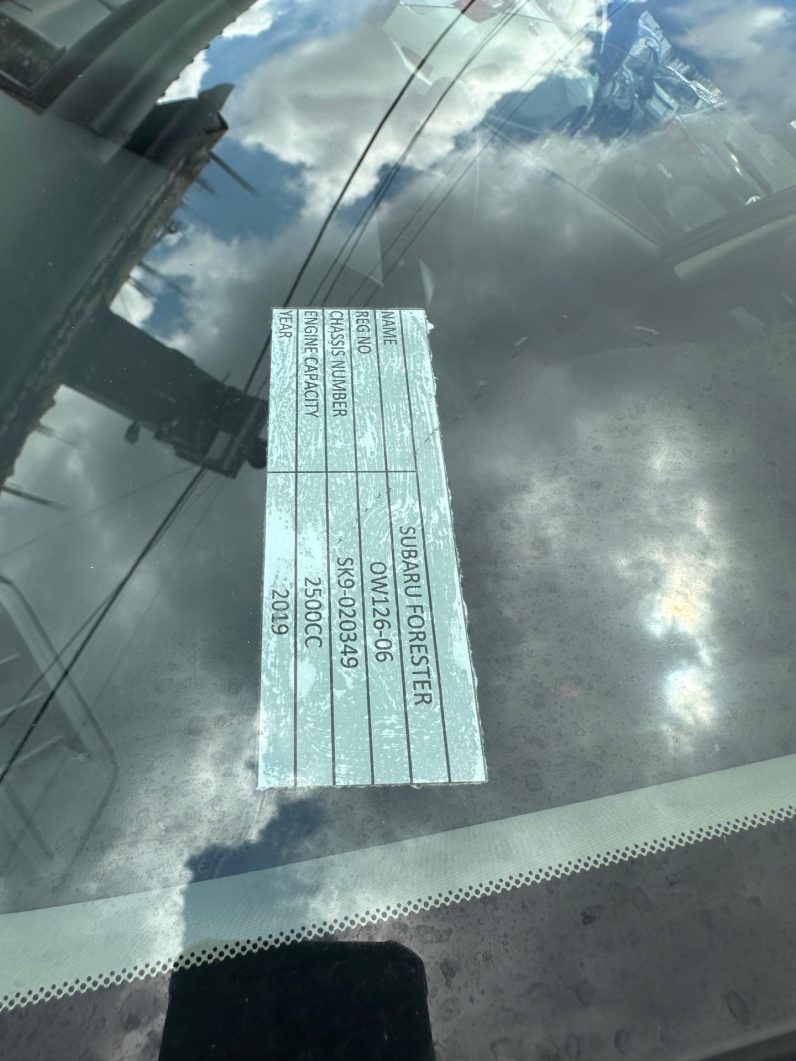 NAME SUBARU FORESTER
REG NO OW126-06
CHASSIS NUMBER SK9-020349
ENGINE CAPACITY 2500CC
YEAR 2019